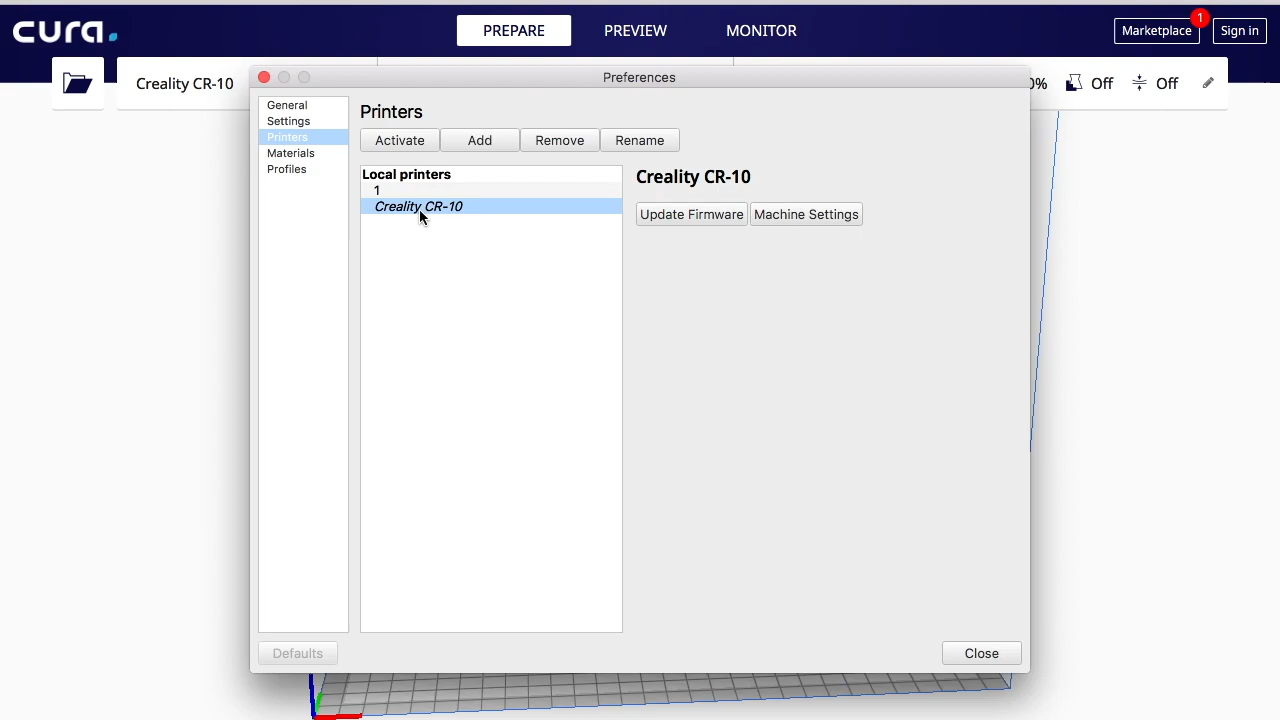 cura.
PREPARE
PREVIEW
MONITOR
Marketplace
1
Sign in
Creality CR-10
0%
Off
Off
Preferences
General
Settings
Printers
Materials
Profiles
Printers
Activate
Add
Remove
Rename
Local printers
1
Creality CR-10
Creality CR-10
Update Firmware
Machine Settings
Defaults
Close